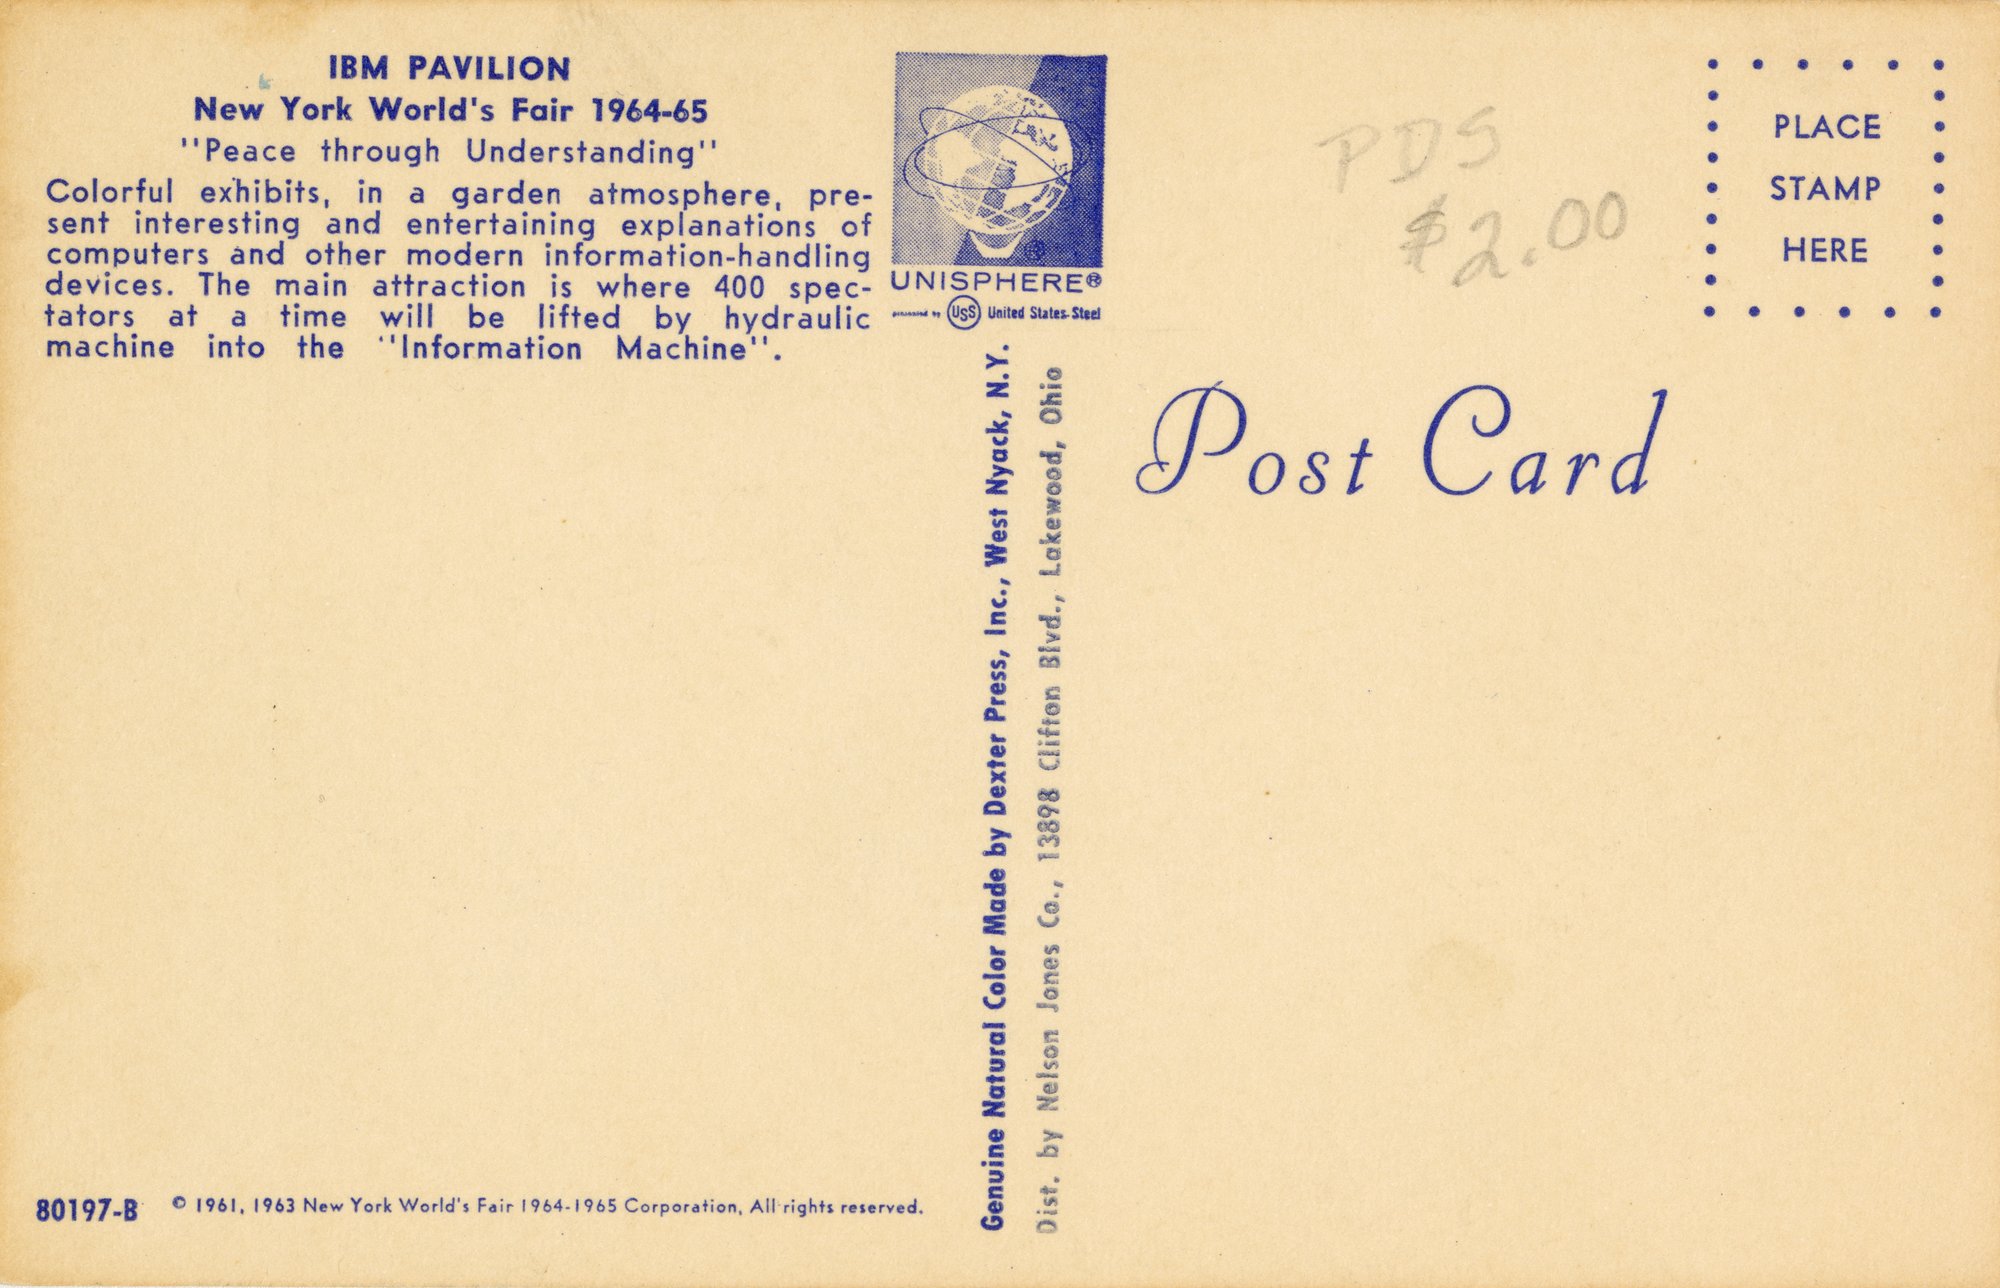 IBM PAVILION
New York World's Fair 1964-65
"Peace through Understanding"
Colorful exhibits, in a garden atmosphere, pre-
sent interesting and entertaining explanations of
computers and other modern information-handling
devices. The main attraction is where 400 spec-
tators at a time will be lifted by hydraulic
machine into the "Information Machine".
UNISPHERE®
presented by USS United States Steel
PDS
$2.00
PLACE
STAMP
HERE
Post Card
Genuine Natural Color Made by Dexter Press, Inc., West Nyack, N.Y.
Dist. by Nelson Jones Co., 13898 Clifton Blvd., Lakewood, Ohio
80197-B © 1961, 1963 New York World's Fair 1964-1965 Corporation, All rights reserved.